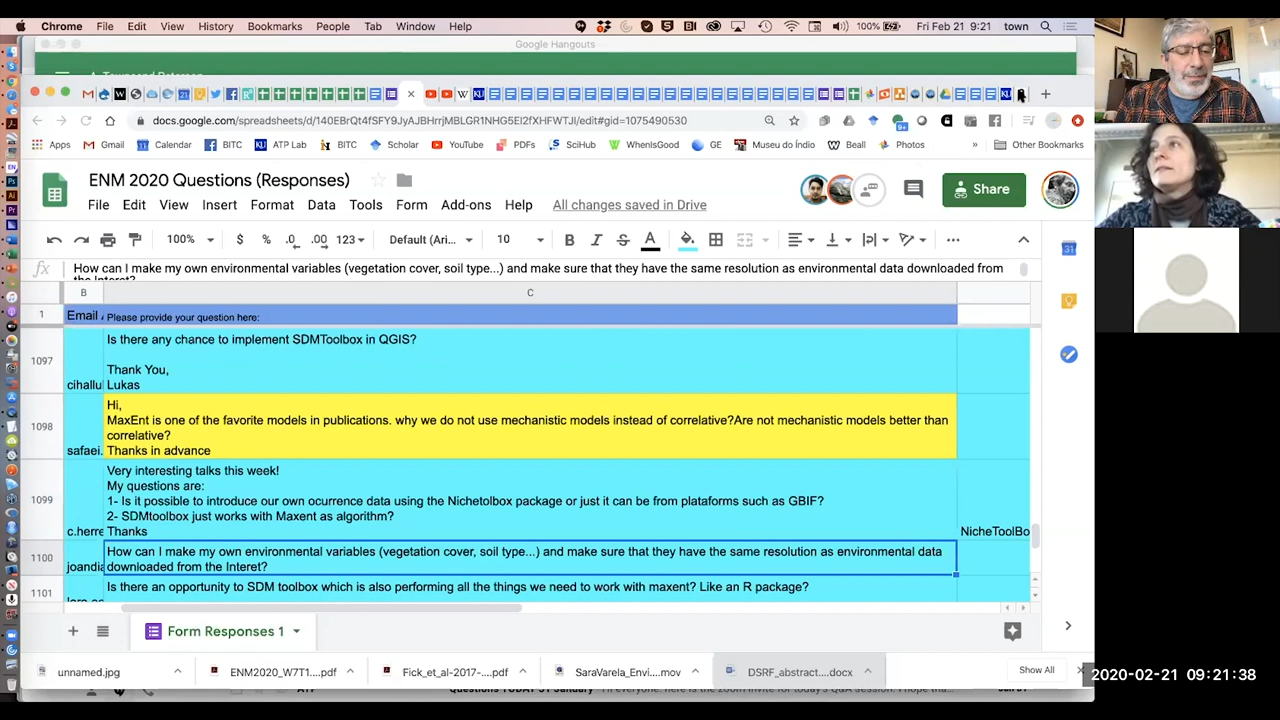 Chrome File Edit View History Bookmarks People Tab Window Help 100% Fri Feb 21 9:21 town
Google Hangouts
docs.google.com/spreadsheets/d/140EBrQt4fSFY9JyAJBHrrjMBLGR1NHG5El2fXHFWTJI/edit#gid=1075490530
Apps Gmail Calendar BITC ATP Lab BITC Scholar YouTube PDFs SciHub WhenIsGood GE Museu do Índio Beall Photos » Other Bookmarks
ENM 2020 Questions (Responses)
Share
File Edit View Insert Format Data Tools Form Add-ons Help All changes saved in Drive
100% $ % .0 .00 123 Default (Ari... 10 B I S A
fx How can I make my own environmental variables (vegetation cover, soil type...) and make sure that they have the same resolution as environmental data downloaded from
the Interet?
B C
1 Email Please provide your question here:
Is there any chance to implement SDMToolbox in QGIS?
1097
Thank You,
cihallu Lukas
Hi,
1098 MaxEnt is one of the favorite models in publications. why we do not use mechanistic models instead of correlative?Are not mechanistic models better than
correlative?
safaei. Thanks in advance
Very interesting talks this week!
My questions are:
1099 1- Is it possible to introduce our own ocurrence data using the Nichetolbox package or just it can be from plataforms such as GBIF?
2- SDMtoolbox just works with Maxent as algorithm?
c.herre Thanks NicheToolBo
1100 How can I make my own environmental variables (vegetation cover, soil type...) and make sure that they have the same resolution as environmental data
joandia downloaded from the Interet?
1101 Is there an opportunity to SDM toolbox which is also performing all the things we need to work with maxent? Like an R package?
Form Responses 1
unnamed.jpg ENM2020_W7T1....pdf Fick_et_al-2017-....pdf SaraVarela_Envi....mov DSRF_abstract....docx Show All
2020-02-21 09:21:38